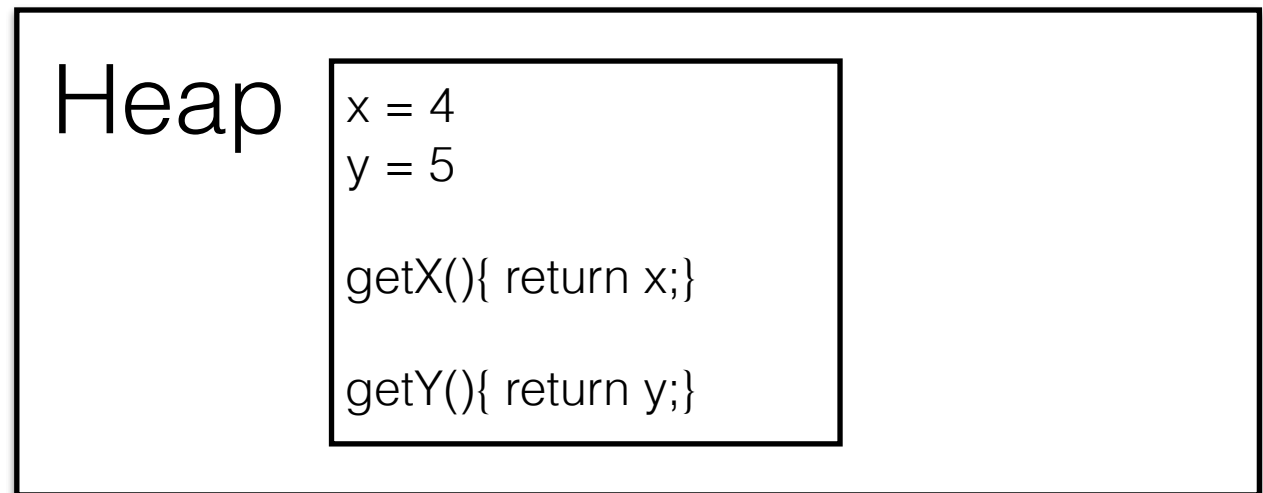 Heap
x = 4
y = 5
getX(){ return x;}
getY(){ return y;}